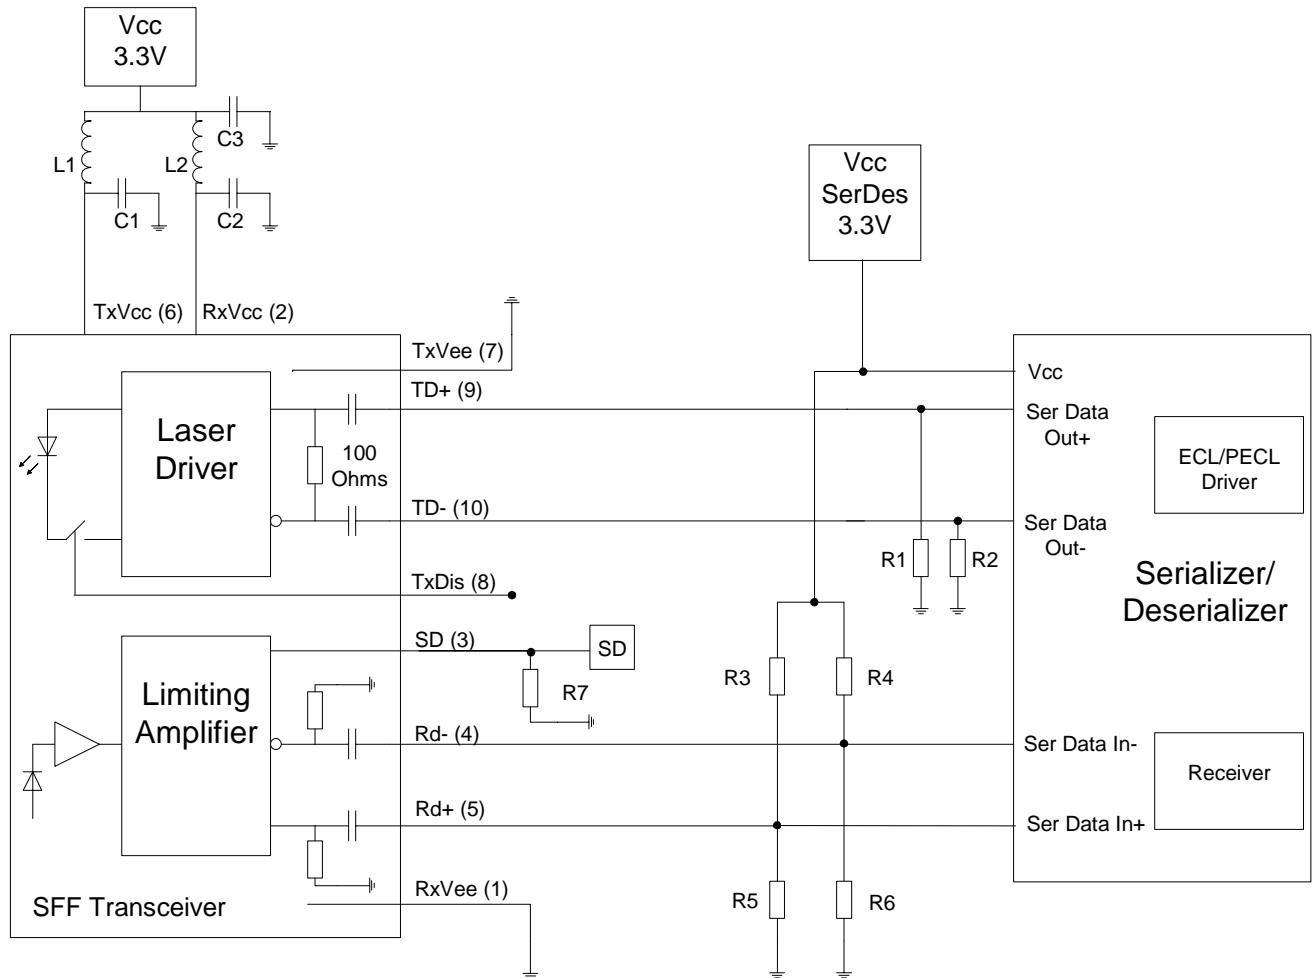 Vcc
3.3V
C3
L1
L2
C1
C2
TxVcc (6)
RxVcc (2)
Vcc
SerDes
3.3V
TxVee (7)
TD+ (9)
Vcc
Ser Data
Out+
Laser
Driver
100
Ohms
ECL/PECL
Driver
TD- (10)
Ser Data
Out-
R1
R2
TxDis (8)
Serializer/
Deserializer
SD (3)
SD
R3
R4
R7
Limiting
Amplifier
Rd- (4)
Ser Data In-
Receiver
Rd+ (5)
Ser Data In+
RxVee (1)
R5
R6
SFF Transceiver